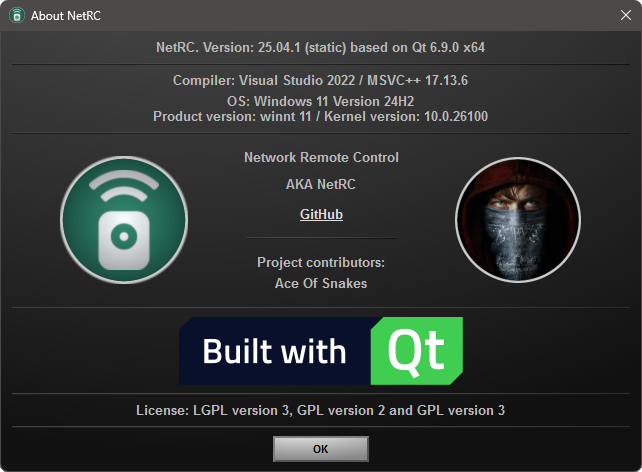 About NetRC
NetRC. Version: 25.04.1 (static) based on Qt 6.9.0 x64
Compiler: Visual Studio 2022 / MSVC++ 17.13.6
OS: Windows 11 Version 24H2
Product version: winnt 11 / Kernel version: 10.0.26100
Network Remote Control
AKA NetRC
GitHub
Project contributors:
Ace Of Snakes
Built with Qt
License: LGPL version 3, GPL version 2 and GPL version 3
OK